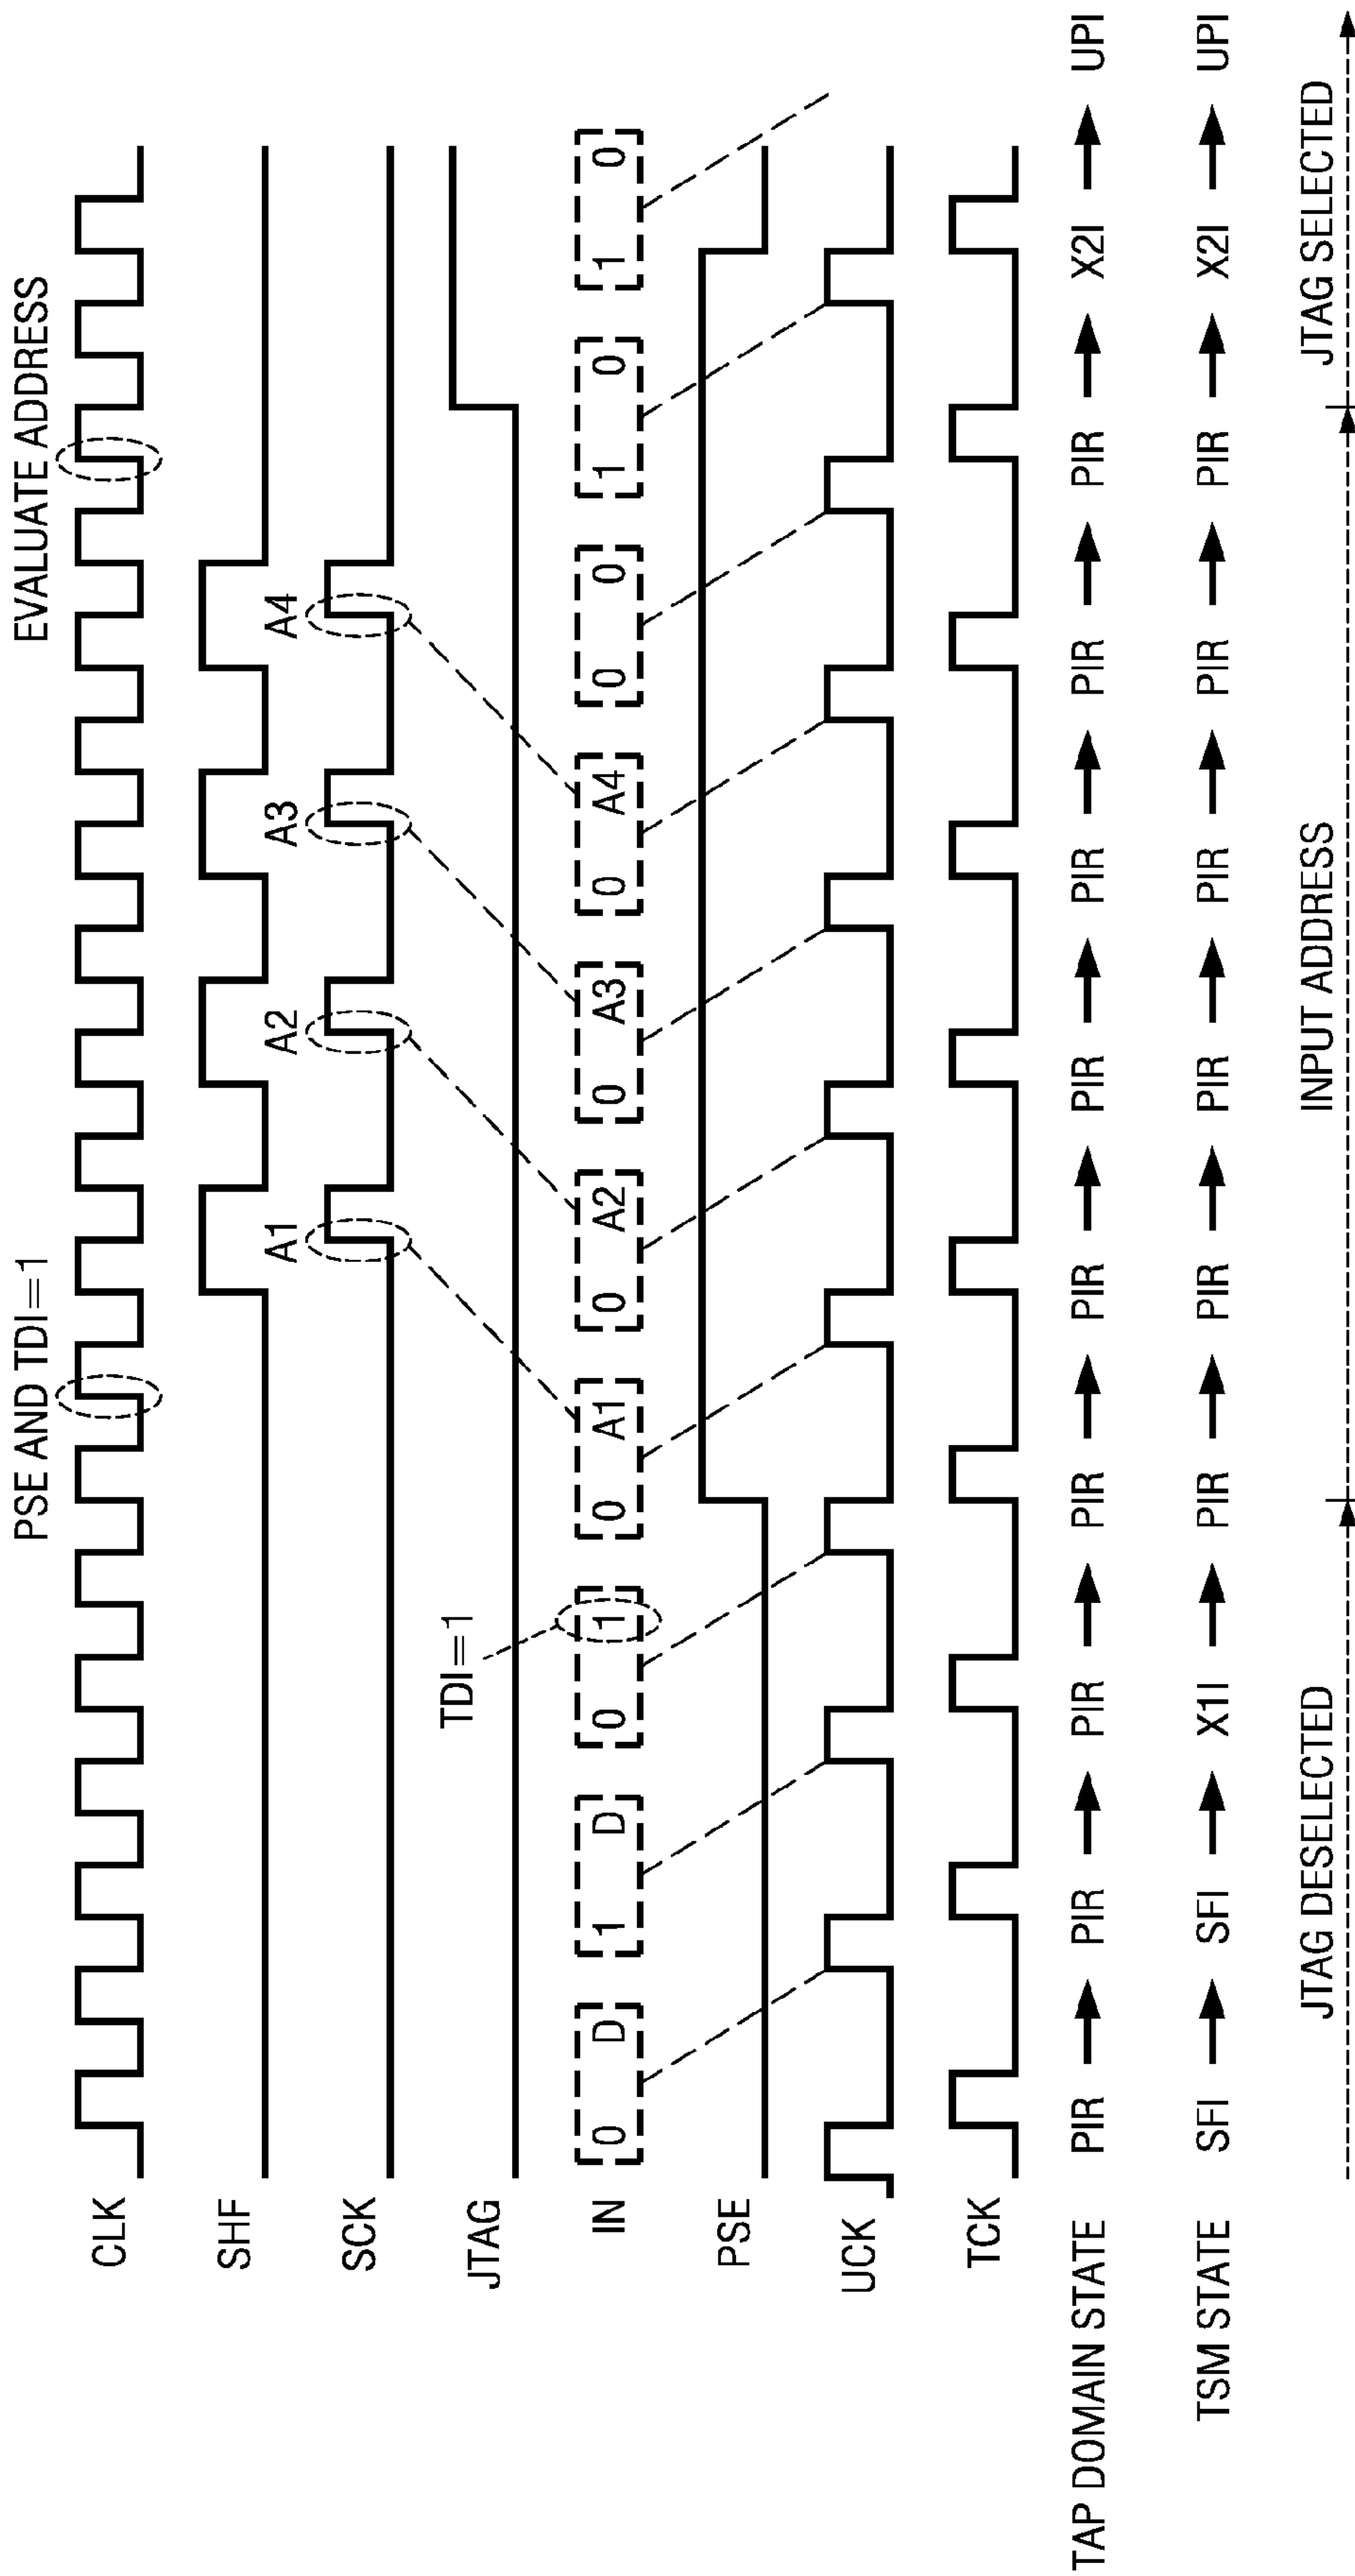 PSE AND TDI=1 EVALUATE ADDRESS
CLK
SHF
A1 A2 A3 A4
SCK
TDI=1
JTAG
IN 0 D 1 D 0 1 0 A1 0 A2 0 A3 0 A4 0 0 1 0 1 0
PSE
UCK
TCK
TAP DOMAIN STATE PIR PIR PIR PIR PIR PIR PIR PIR PIR X2I UPI
TSM STATE SFI SFI X1I PIR PIR PIR PIR PIR PIR X2I UPI
JTAG DESELECTED INPUT ADDRESS JTAG SELECTED